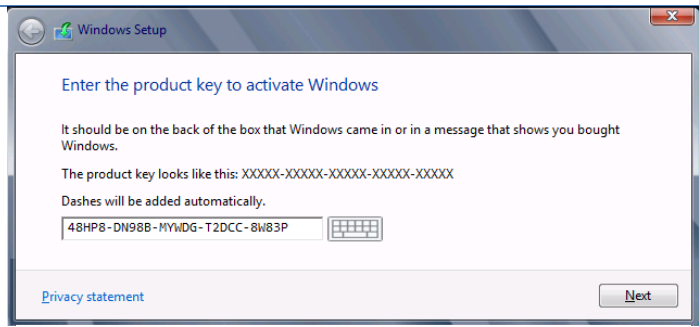 Windows Setup
Enter the product key to activate Windows
It should be on the back of the box that Windows came in or in a message that shows you bought
Windows.
The product key looks like this: XXXXX-XXXXX-XXXXX-XXXXX-XXXXX
Dashes will be added automatically.
48HP8-DN98B-MYWDG-T2DCC-8W83P
Privacy statement
Next